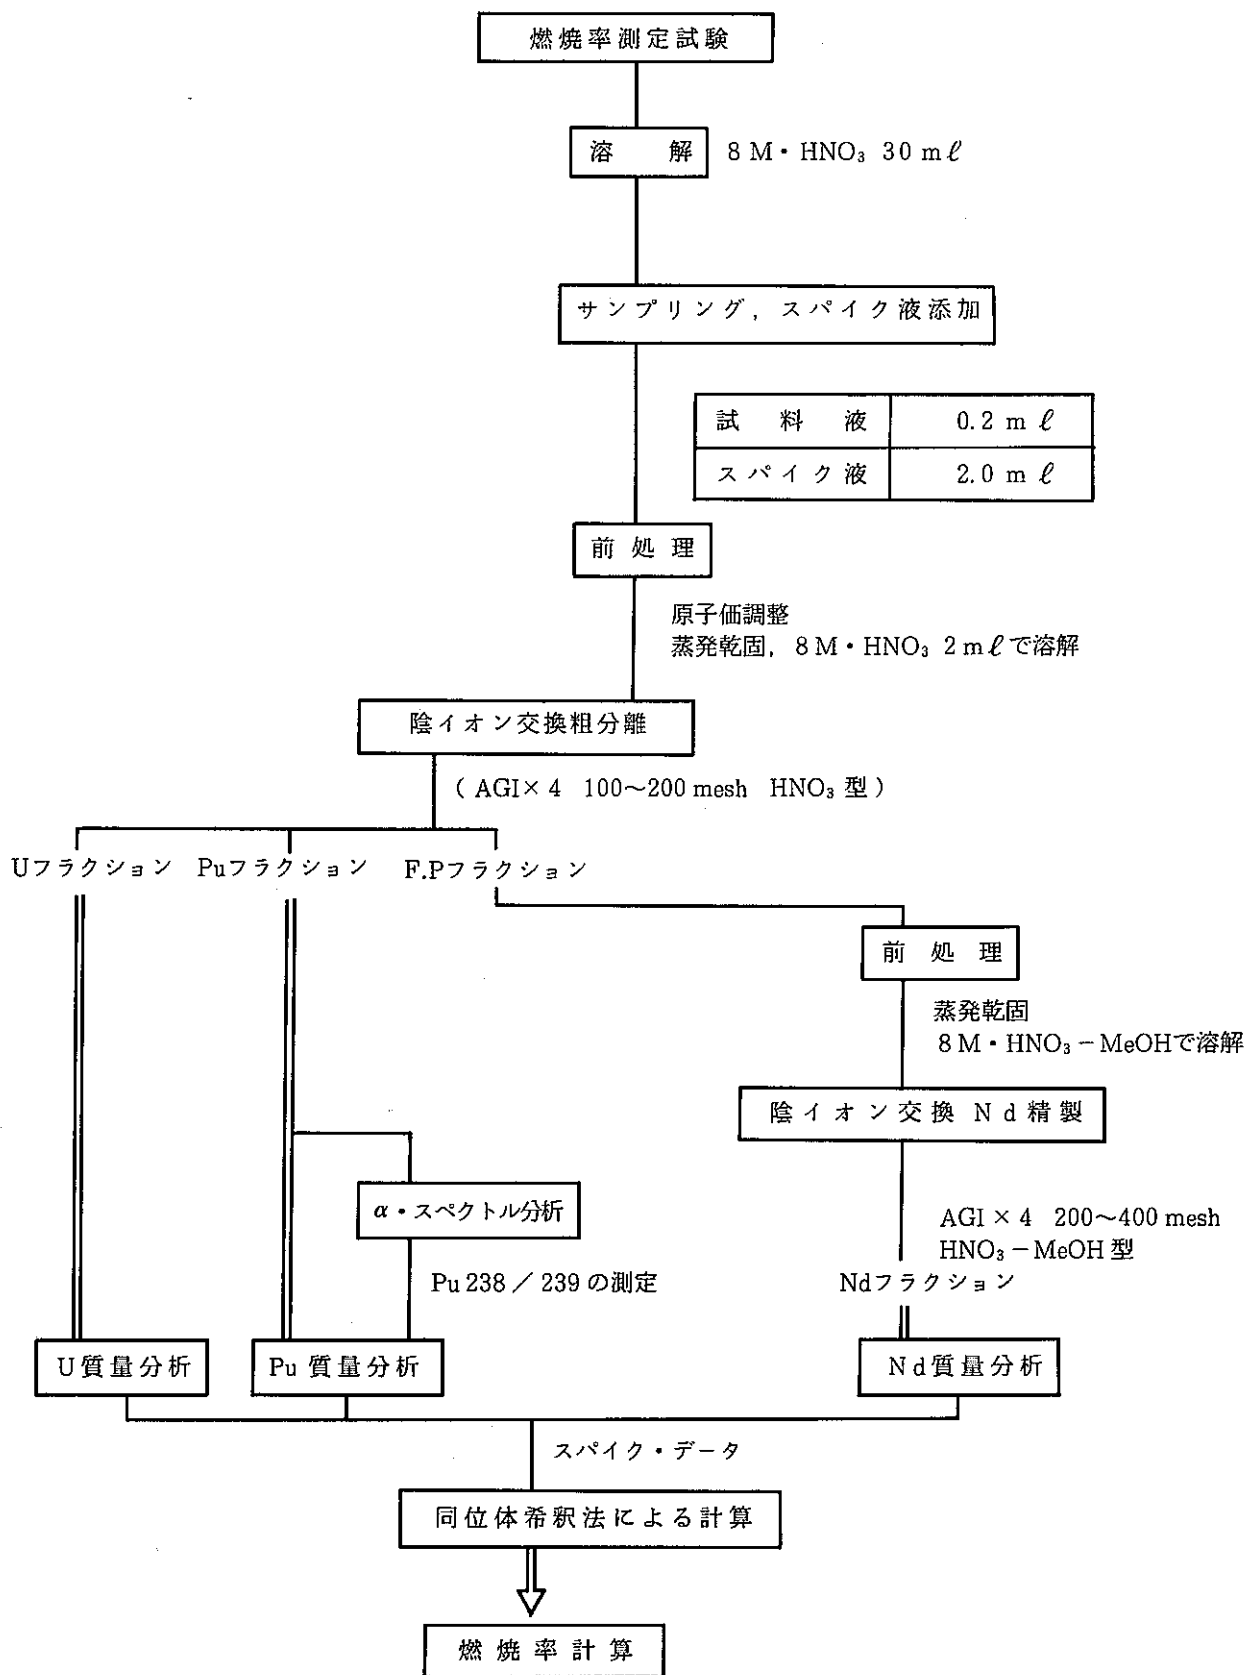 燃焼率測定試験
溶　解　8 M・HNO₃ 30 mℓ
サンプリング，スパイク液添加
試　料　液　0.2 mℓ
スパイク液　2.0 mℓ
前処理
原子価調整
蒸発乾固，8 M・HNO₃ 2 mℓで溶解
陰イオン交換粗分離
（AGI×4　100～200 mesh　HNO₃ 型）
Uフラクション　Puフラクション　F.Pフラクション
前処理
蒸発乾固
8 M・HNO₃－MeOHで溶解
陰イオン交換 Nd精製
α・スペクトル分析
AGI × 4　200～400 mesh
HNO₃－MeOH 型
Pu 238 ／ 239 の測定
Ndフラクション
U質量分析　Pu 質量分析　Nd質量分析
スパイク・データ
同位体希釈法による計算
燃焼率計算